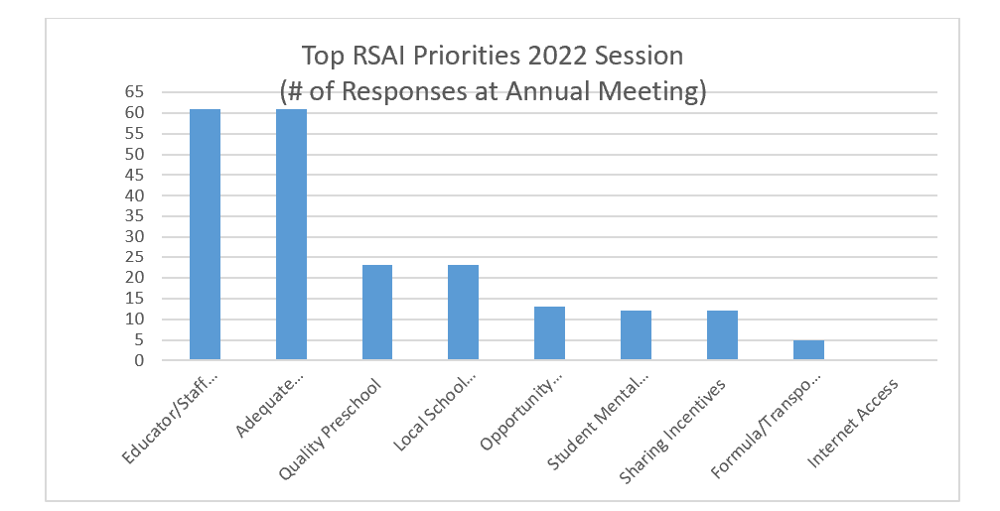 Top RSAI Priorities 2022 Session
(# of Responses at Annual Meeting)
65
60
55
50
45
40
35
30
25
20
15
10
5
0
Educator/Staff...
Adequate...
Quality Preschool
Local School...
Opportunity...
Student Mental...
Sharing Incentives
Formula/Transpo...
Internet Access